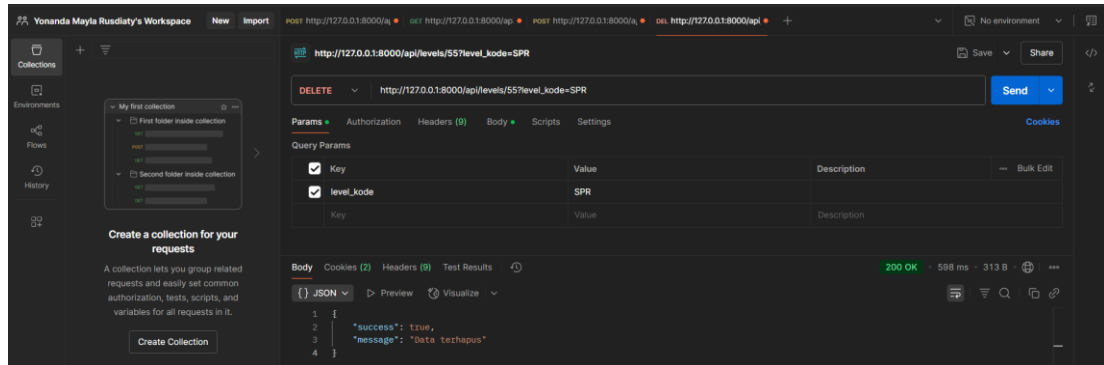 Yonanda Mayla Rusdiaty's Workspace New Import
POST http://127.0.0.1:8000/a GET http://127.0.0.1:8000/ap POST http://127.0.0.1:8000/a DEL http://127.0.0.1:8000/api + No environment
Collections
Environments
Flows
History
My first collection
First folder inside collection
GET
POST
GET
Second folder inside collection
GET
GET
Create a collection for your
requests
A collection lets you group related
requests and easily set common
authorization, tests, scripts, and
variables for all requests in it.
Create Collection
HTTP http://127.0.0.1:8000/api/levels/55?level_kode=SPR Save Share
DELETE http://127.0.0.1:8000/api/levels/55?level_kode=SPR Send
Params Authorization Headers (9) Body Scripts Settings Cookies
Query Params
Key Value Description Bulk Edit
level_kode SPR
Key Value Description
Body Cookies (2) Headers (9) Test Results 200 OK 598 ms 313 B
{} JSON Preview Visualize
1 {
2 "success": true,
3 "message": "Data terhapus"
4 }